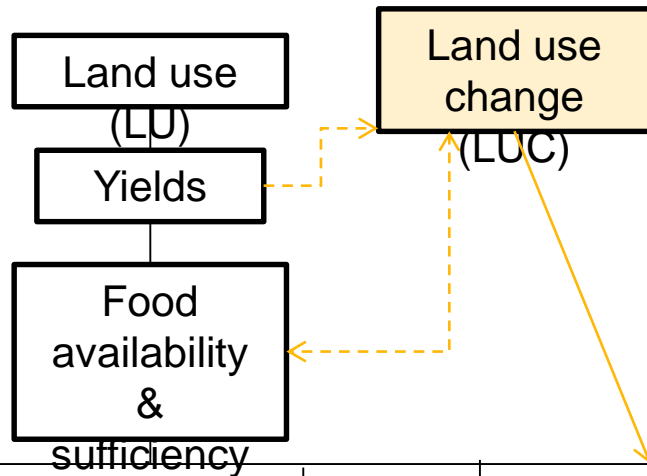 Land use
(LU)
Land use
change
(LUC)
Yields
Food
availability
&
sufficiency